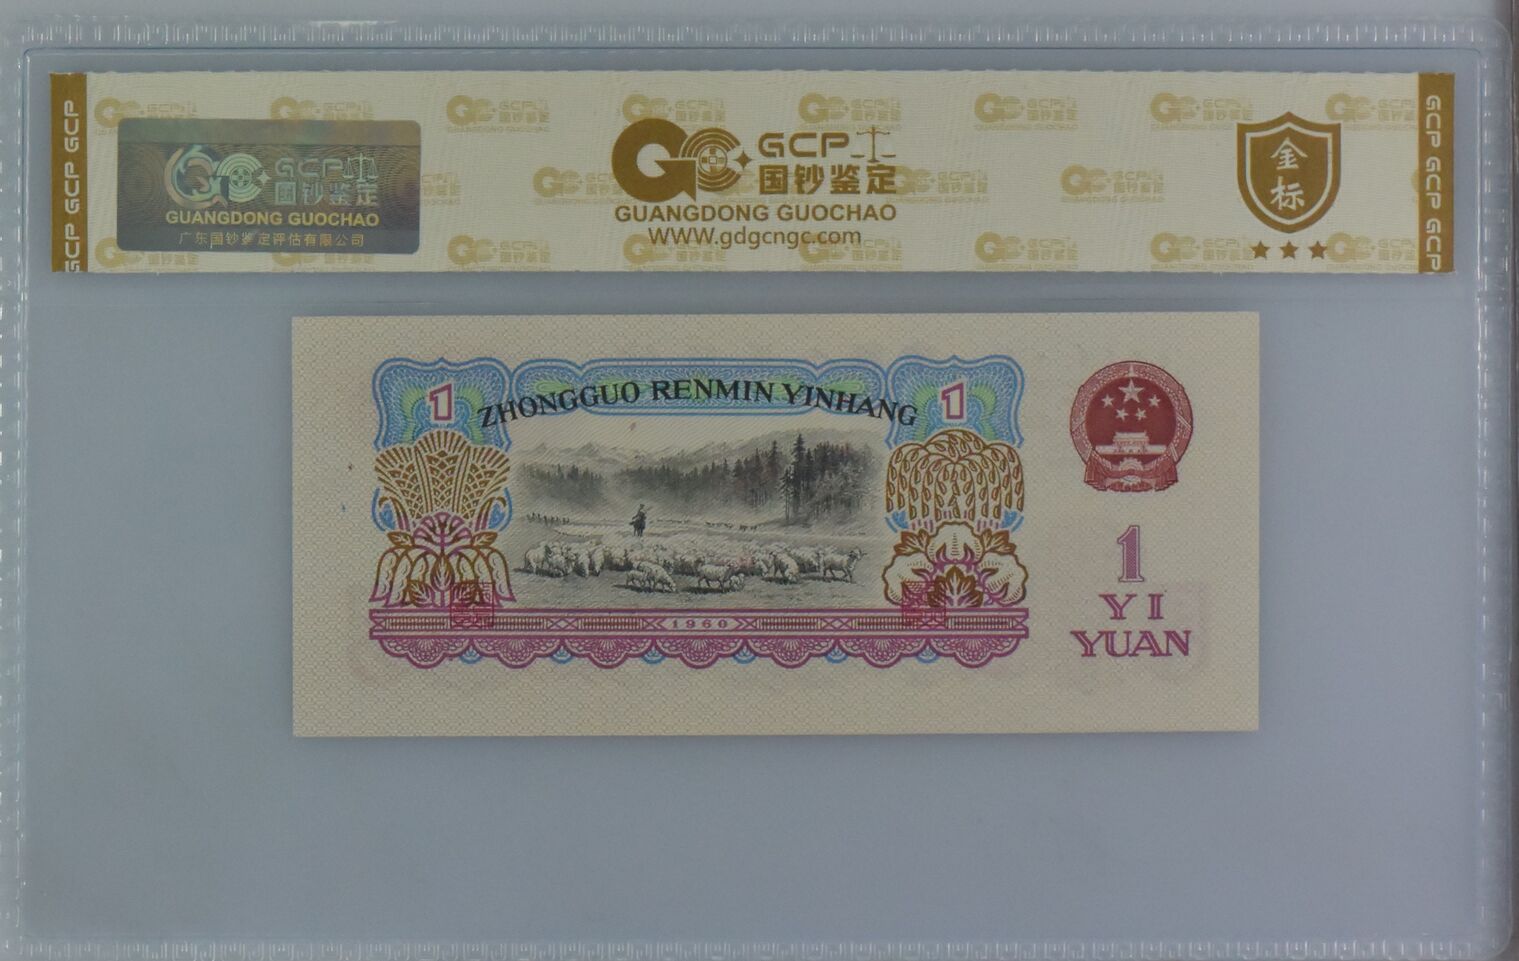 GCP GCP GCP
GCP
国钞鉴定
GUANGDONG GUOCHAO
广东国钞鉴定评估有限公司
GCP
国钞鉴定
GUANGDONG GUOCHAO
WWW.gdgcngc.com
金
标
GCP GCP GCP
1
ZHONGGUO RENMIN YINHANG
1
1960
1
YI
YUAN